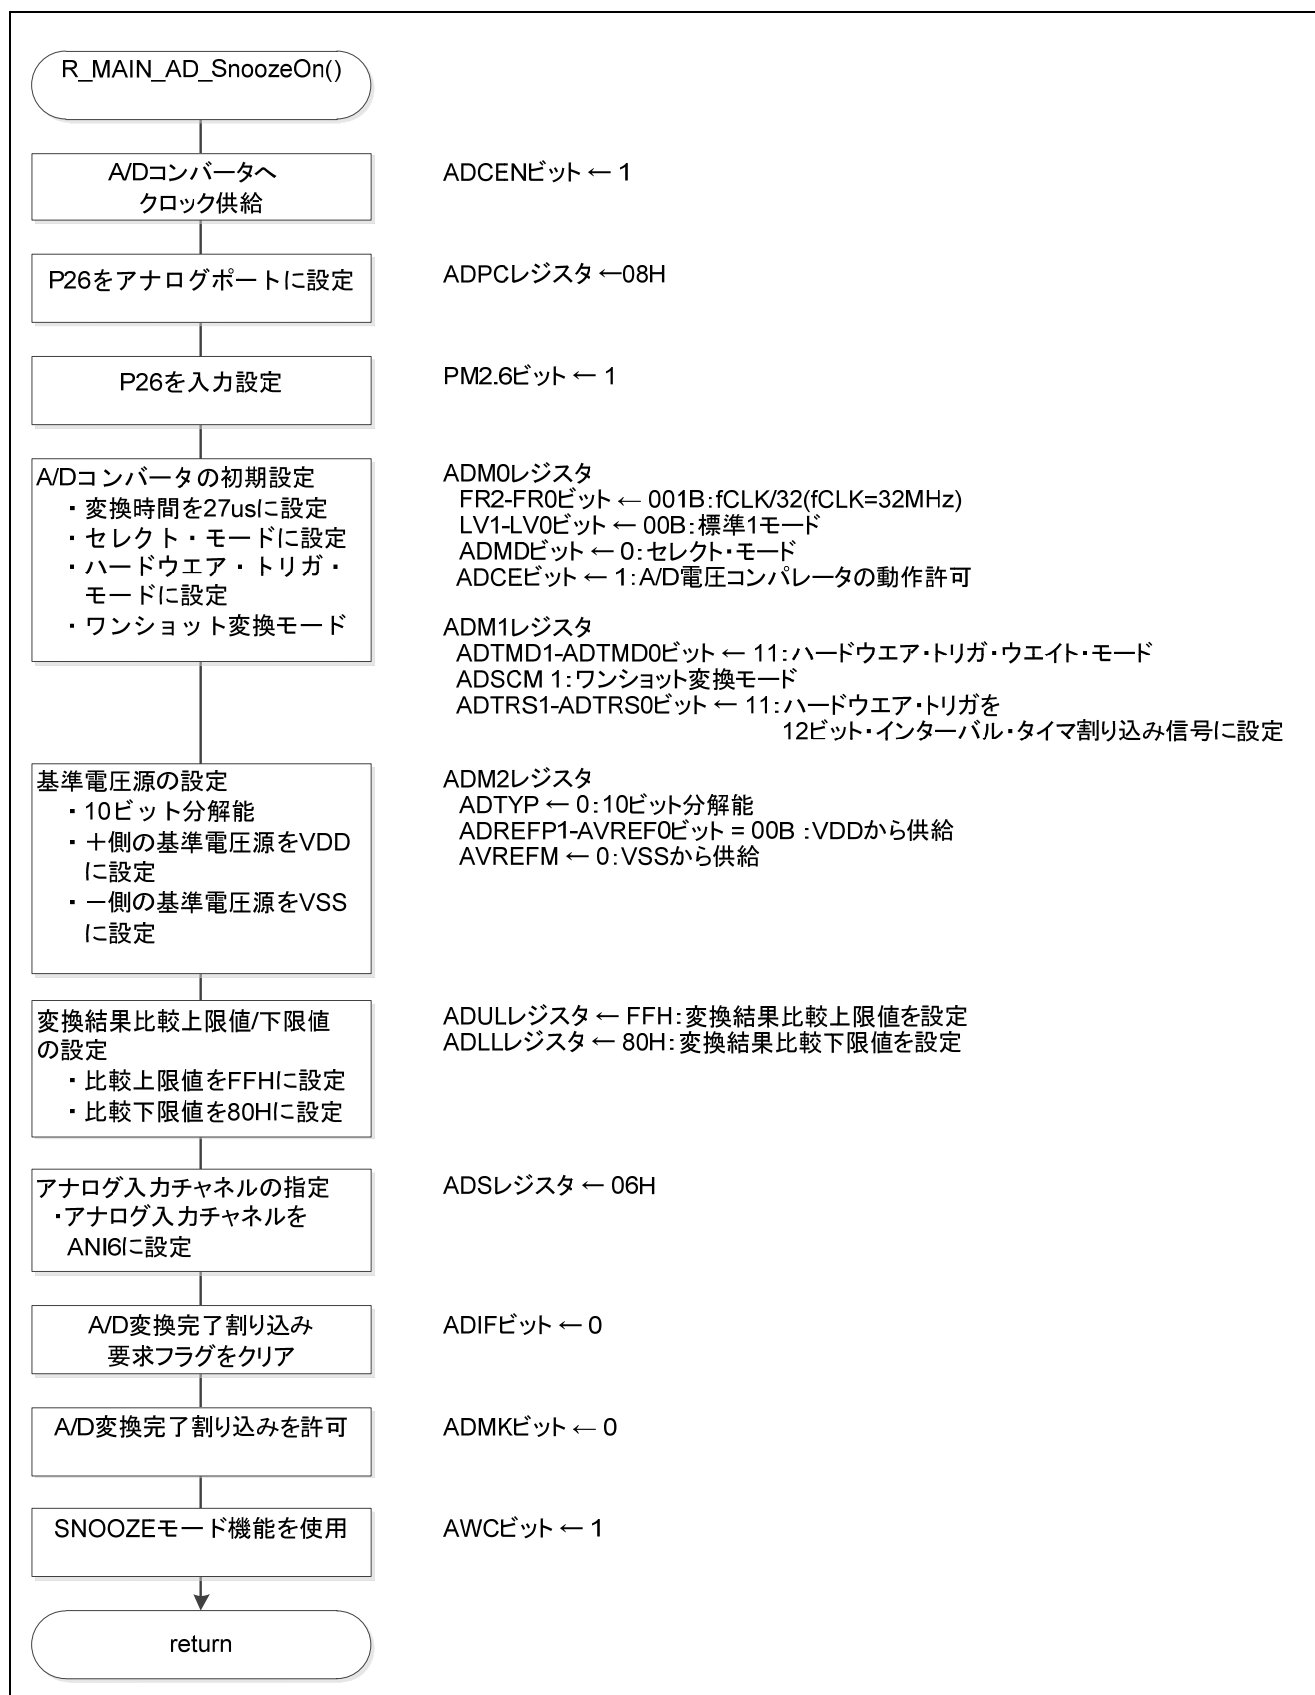 R_MAIN_AD_SnoozeOn()
A/Dコンバータへ
クロック供給
ADCENビット ← 1
P26をアナログポートに設定
ADPCレジスタ ←08H
P26を入力設定
PM2.6ビット ← 1
A/Dコンバータの初期設定
・変換時間を27usに設定
・セレクト・モードに設定
・ハードウエア・トリガ・
モードに設定
・ワンショット変換モード
ADM0レジスタ
FR2-FR0ビット ← 001B:fCLK/32(fCLK=32MHz)
LV1-LV0ビット ← 00B:標準1モード
ADMDビット ← 0:セレクト・モード
ADCEビット ← 1:A/D電圧コンパレータの動作許可
ADM1レジスタ
ADTMD1-ADTMD0ビット ← 11:ハードウエア・トリガ・ウエイト・モード
ADSCM 1:ワンショット変換モード
ADTRS1-ADTRS0ビット ← 11:ハードウエア・トリガを
12ビット・インターバル・タイマ割り込み信号に設定
基準電圧源の設定
・10ビット分解能
・+側の基準電圧源をVDD
に設定
・-側の基準電圧源をVSS
に設定
ADM2レジスタ
ADTYP ← 0:10ビット分解能
ADREFP1-AVREF0ビット = 00B :VDDから供給
AVREFM ← 0:VSSから供給
変換結果比較上限値/下限値
の設定
・比較上限値をFFHに設定
・比較下限値を80Hに設定
ADULレジスタ ← FFH:変換結果比較上限値を設定
ADLLレジスタ ← 80H:変換結果比較下限値を設定
アナログ入力チャネルの指定
・アナログ入力チャネルを
ANI6に設定
ADSレジスタ ← 06H
A/D変換完了割り込み
要求フラグをクリア
ADIFビット ← 0
A/D変換完了割り込みを許可
ADMKビット ← 0
SNOOZEモード機能を使用
AWCビット ← 1
return